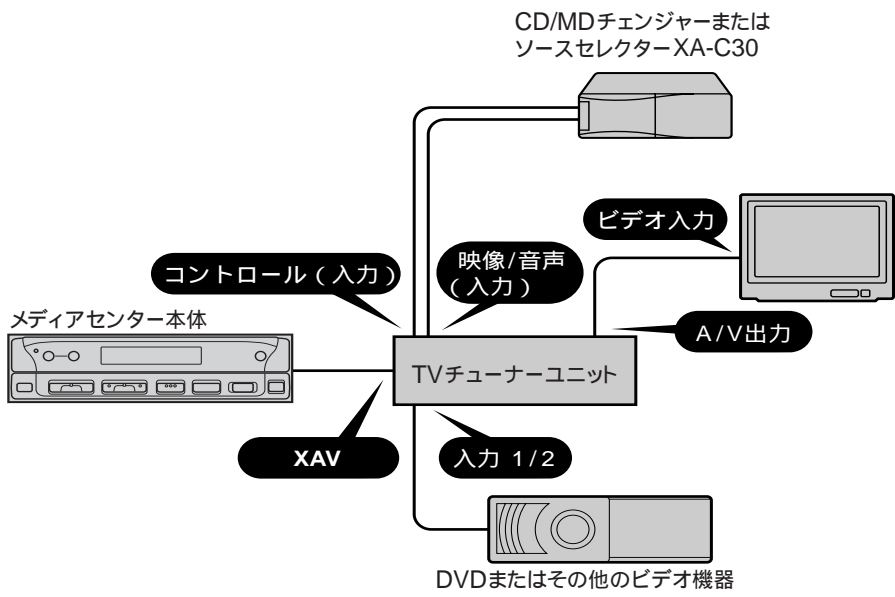 CD/MDチェンジャーまたは
ソースセレクターXA-C30
ビデオ入力
コントロール(入力)
映像/音声
(入力)
メディアセンター本体
A/V出力
TVチューナーユニット
XAV
入力 1/2
DVDまたはその他のビデオ機器